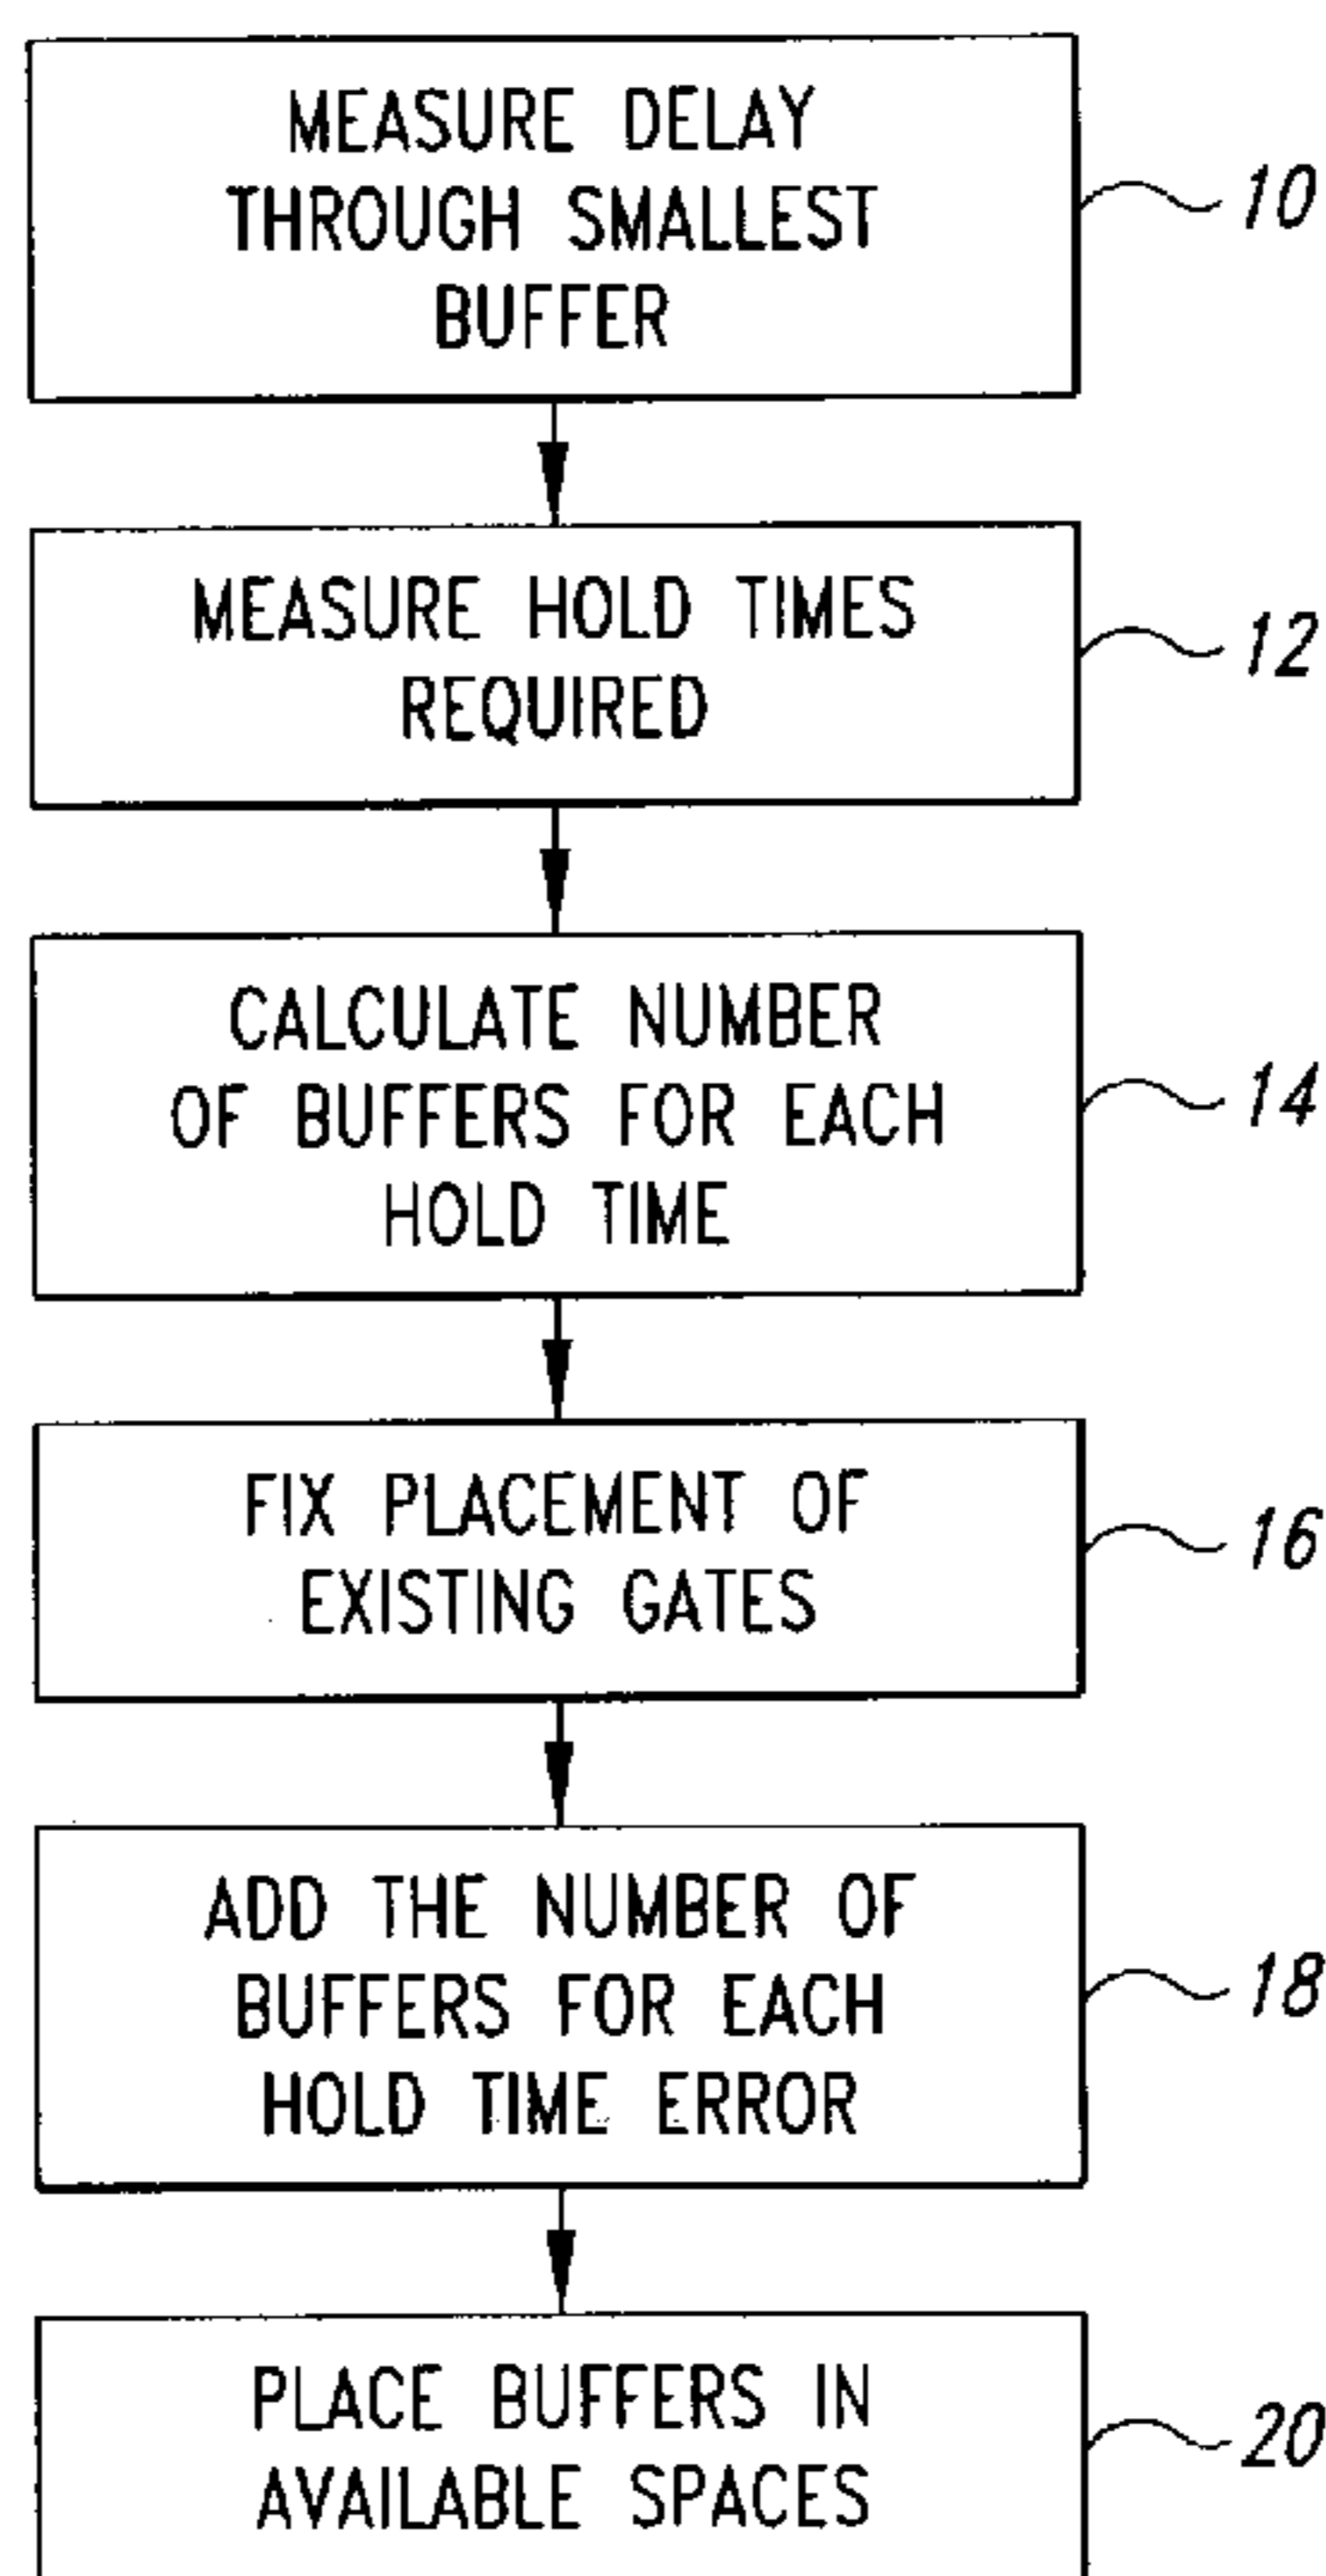 MEASURE DELAY
THROUGH SMALLEST
BUFFER
10
MEASURE HOLD TIMES
REQUIRED
12
CALCULATE NUMBER
OF BUFFERS FOR EACH
HOLD TIME
14
FIX PLACEMENT OF
EXISTING GATES
16
ADD THE NUMBER OF
BUFFERS FOR EACH
HOLD TIME ERROR
18
PLACE BUFFERS IN
AVAILABLE SPACES
20